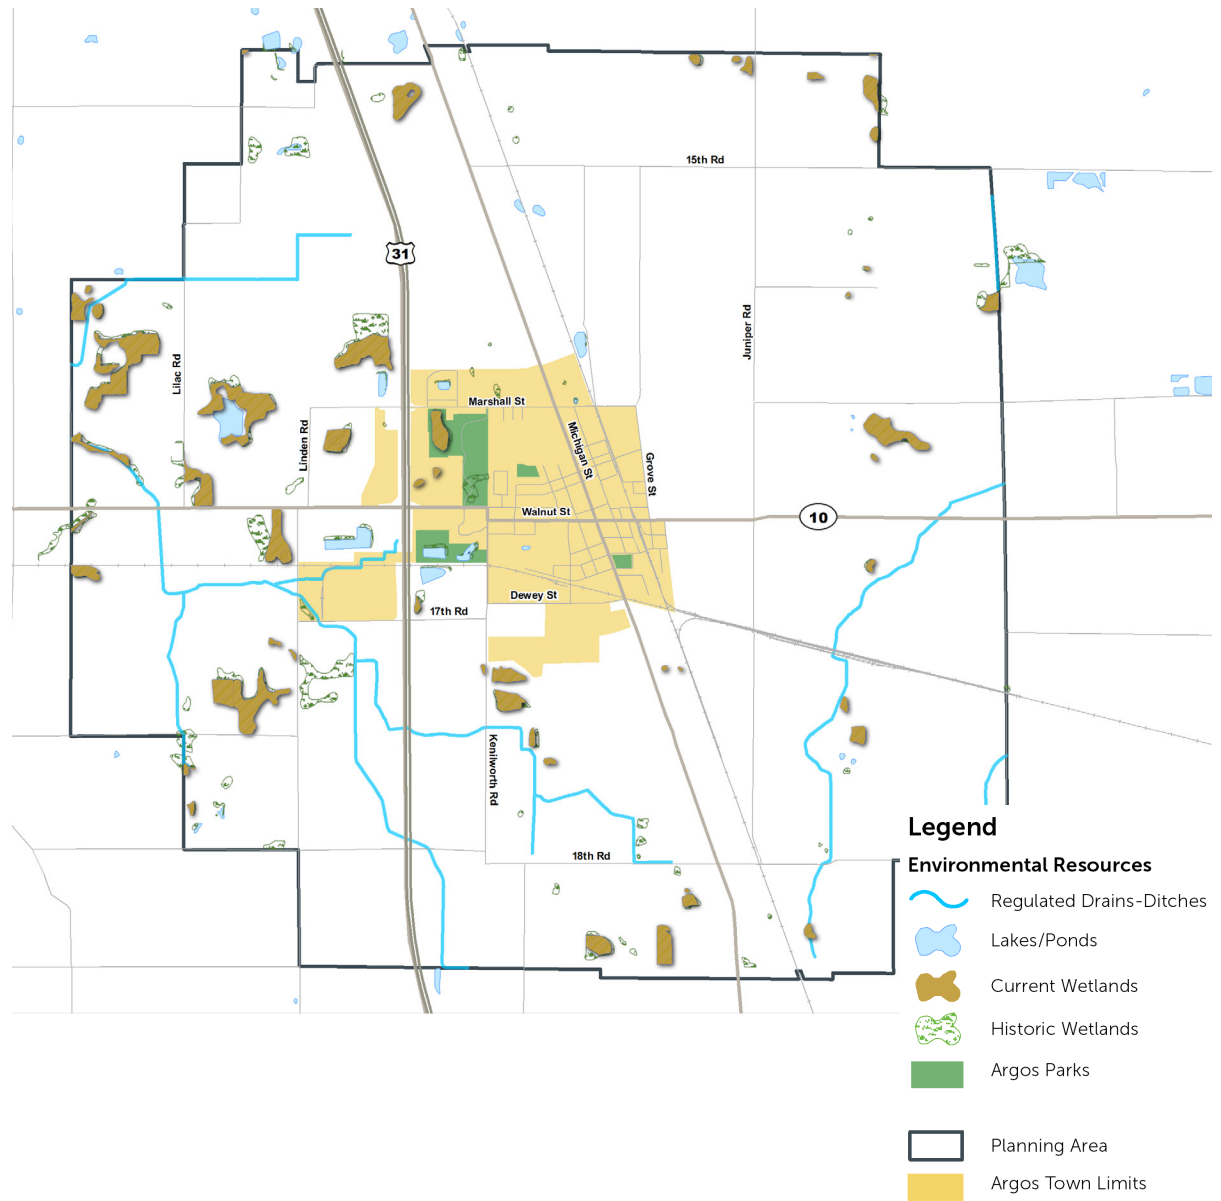 15th Rd
31
Juniper Rd
Lilac Rd
Marshall St
Linden Rd
Michigan St
Grove St
Walnut St
10
Dewey St
17th Rd
Kenilworth Rd
18th Rd
Legend
Environmental Resources
Regulated Drains-Ditches
Lakes/Ponds
Current Wetlands
Historic Wetlands
Argos Parks
Planning Area
Argos Town Limits